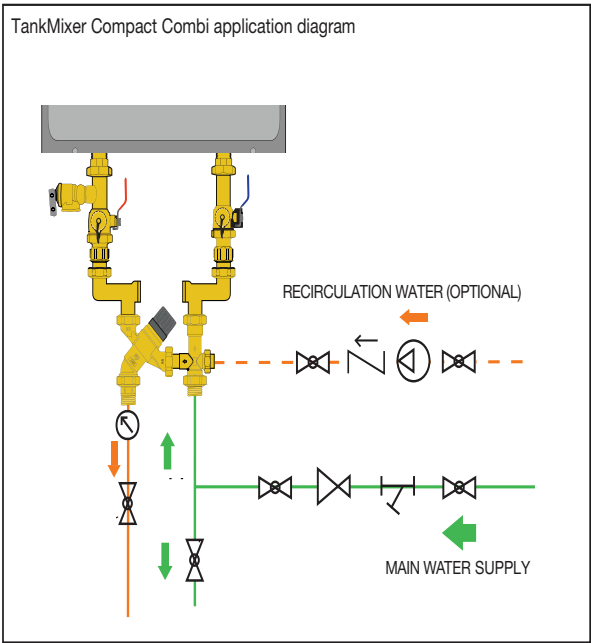 TankMixer Compact Combi application diagram
RECIRCULATION WATER (OPTIONAL)
MAIN WATER SUPPLY